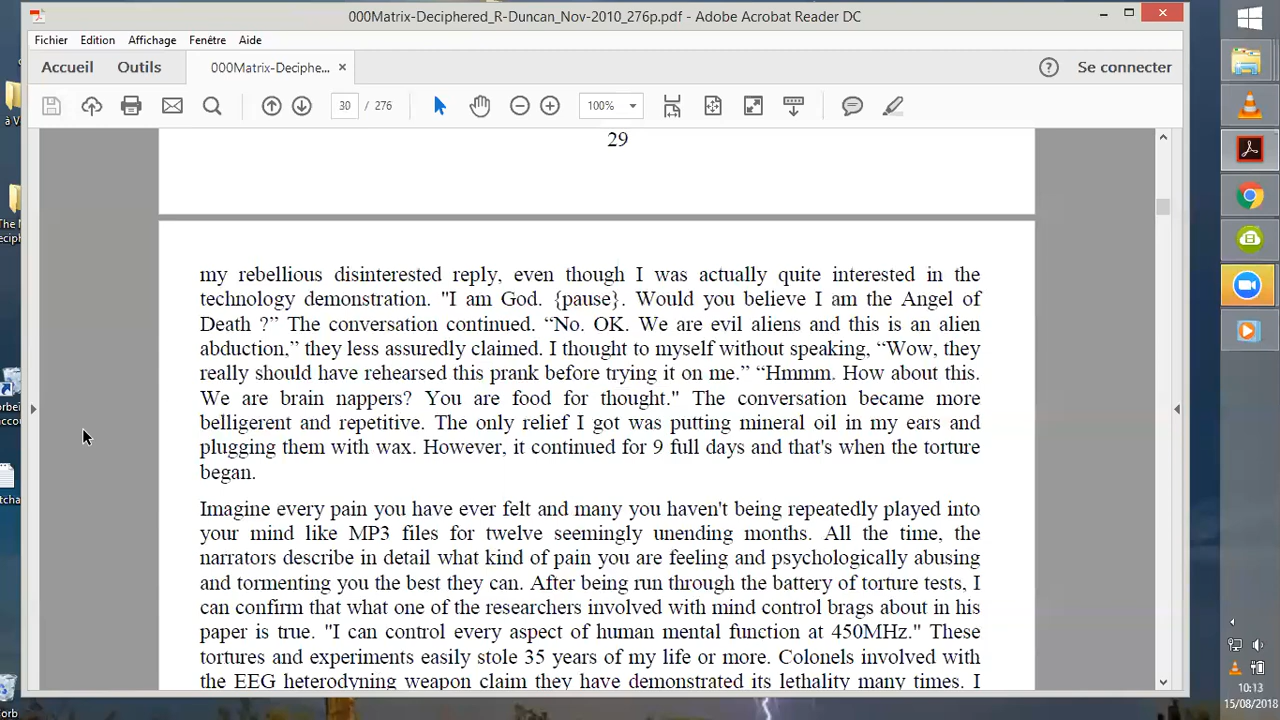 000Matrix-Deciphered_R-Duncan_Nov-2010_276p.pdf - Adobe Acrobat Reader DC
Fichier Edition Affichage Fenêtre Aide
Accueil Outils 000Matrix-Deciphe... × ? Se connecter
30 / 276 100%
29
my rebellious disinterested reply, even though I was actually quite interested in the
technology demonstration. "I am God. {pause}. Would you believe I am the Angel of
Death ?” The conversation continued. “No. OK. We are evil aliens and this is an alien
abduction,” they less assuredly claimed. I thought to myself without speaking, “Wow, they
really should have rehearsed this prank before trying it on me.” “Hmmm. How about this.
We are brain nappers? You are food for thought." The conversation became more
belligerent and repetitive. The only relief I got was putting mineral oil in my ears and
plugging them with wax. However, it continued for 9 full days and that's when the torture
began.
Imagine every pain you have ever felt and many you haven't being repeatedly played into
your mind like MP3 files for twelve seemingly unending months. All the time, the
narrators describe in detail what kind of pain you are feeling and psychologically abusing
and tormenting you the best they can. After being run through the battery of torture tests, I
can confirm that what one of the researchers involved with mind control brags about in his
paper is true. "I can control every aspect of human mental function at 450MHz." These
tortures and experiments easily stole 35 years of my life or more. Colonels involved with
the EEG heterodyning weapon claim they have demonstrated its lethality many times. I
à V
The M
ciph
10:13
15/08/2018